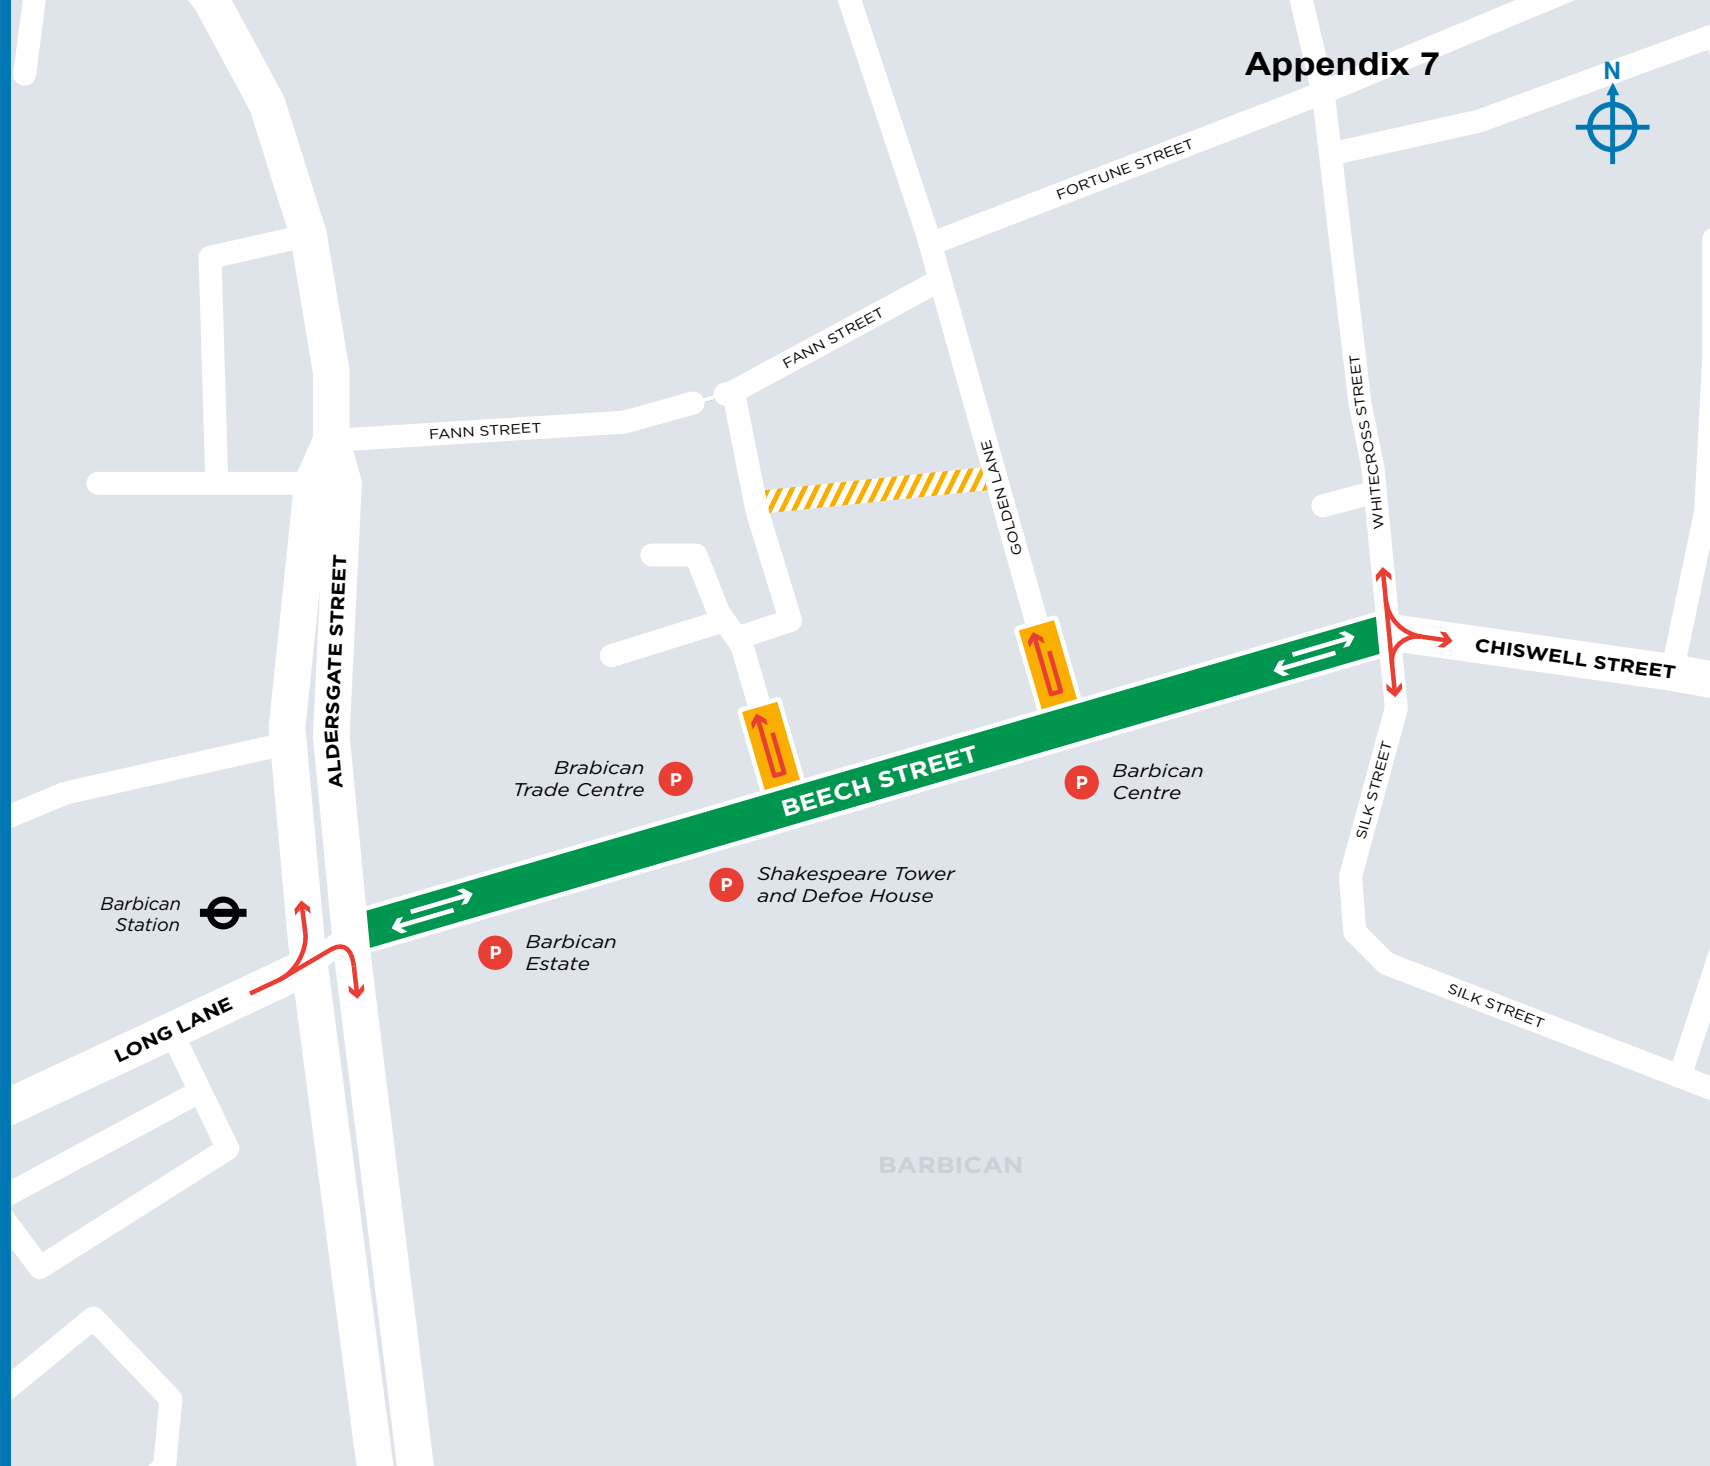 Appendix 7
N
FORTUNE STREET
FANN STREET
FANN STREET
WHITECROSS STREET
GOLDEN LANE
ALDERSGATE STREET
CHISWELL STREET
BEECH STREET
Brabican
Trade Centre
P
P
Barbican
Centre
SILK STREET
P
Shakespeare Tower
and Defoe House
Barbican
Station
P
Barbican
Estate
LONG LANE
SILK STREET
BARBICAN